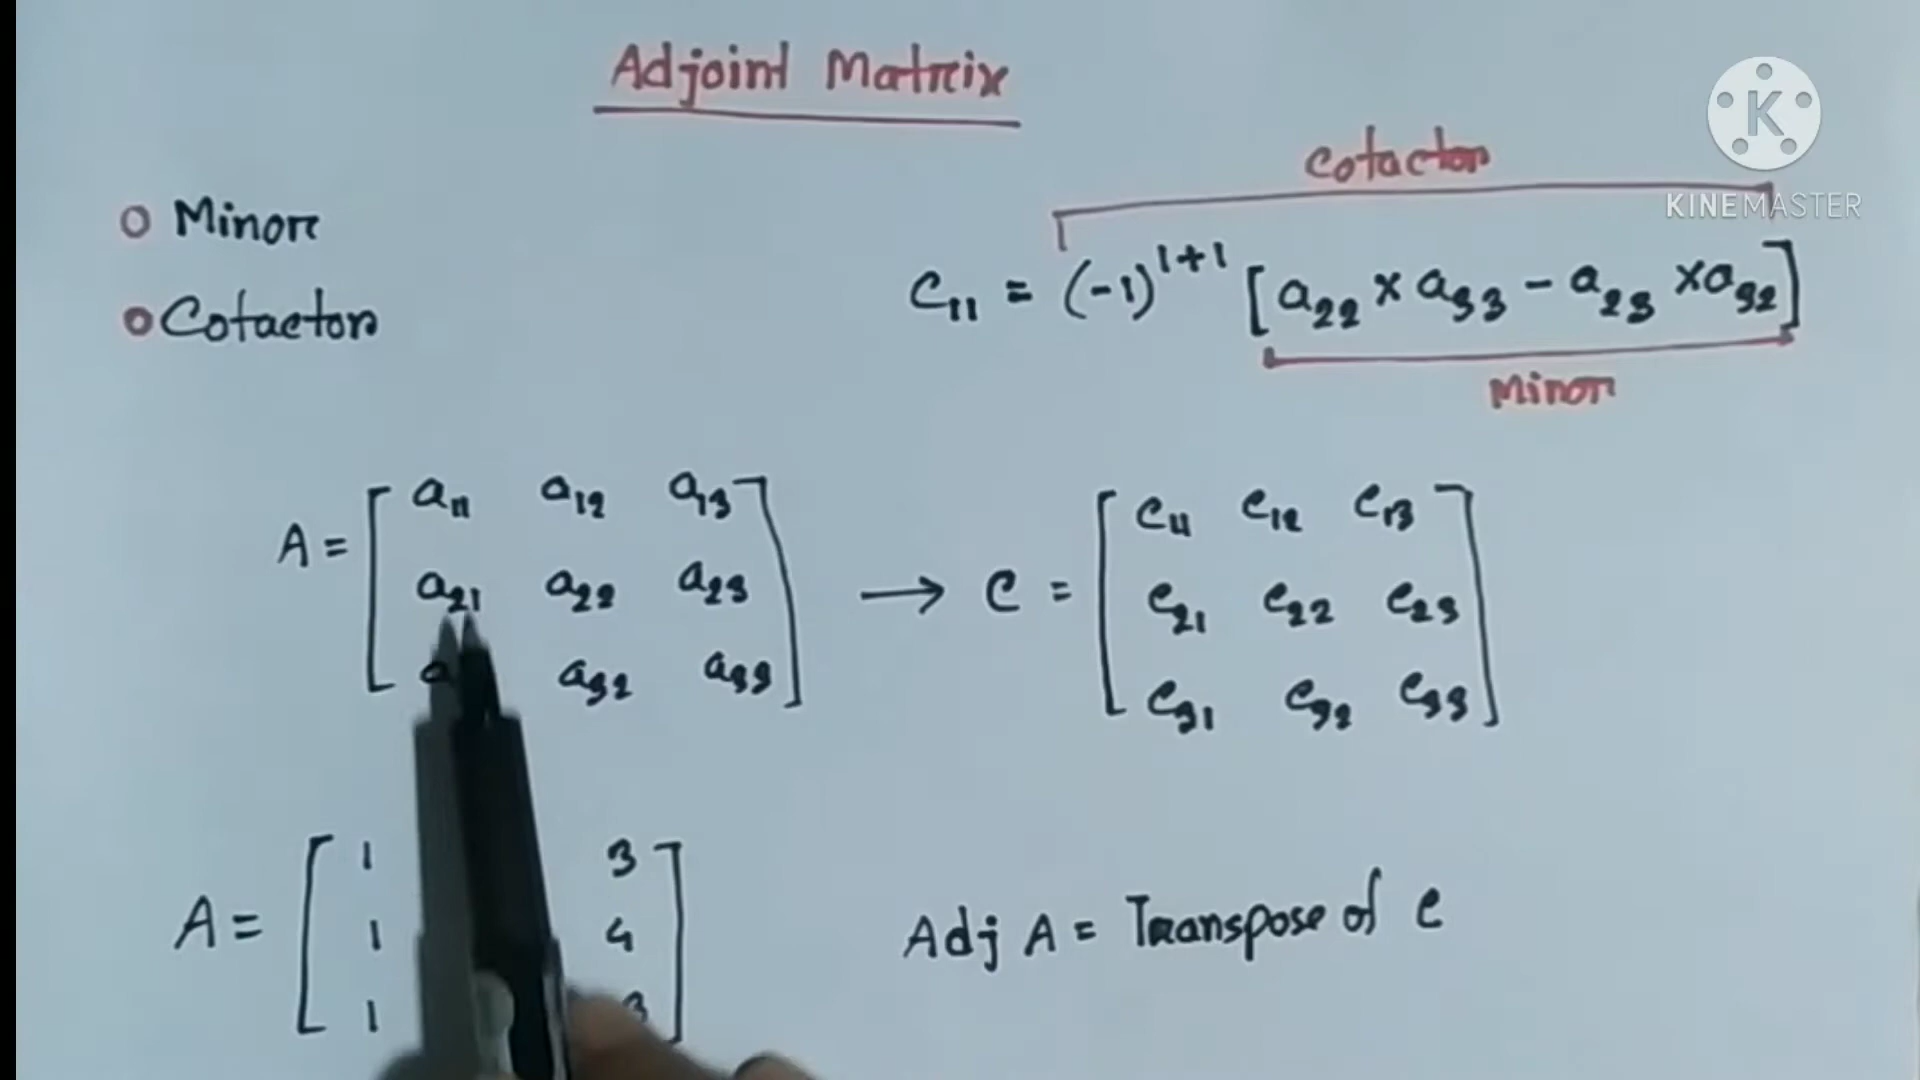 Adjoint Matrix
K
KINEMASTER
Cofactor
Minor
Cofactor
C₁₁ = (-1)¹⁺¹ [a₂₂ × a₃₃ - a₂₃ × a₃₂]
Minor
A = [a₁₁ a₁₂ a₁₃
a₂₁ a₂₂ a₂₃
a a₃₂ a₃₃]
→ C = [C₁₁ C₁₂ C₁₃
C₂₁ C₂₂ C₂₃
C₃₁ C₃₂ C₃₃]
A = [1 3
1 4
1 3]
Adj A = Transpose of C